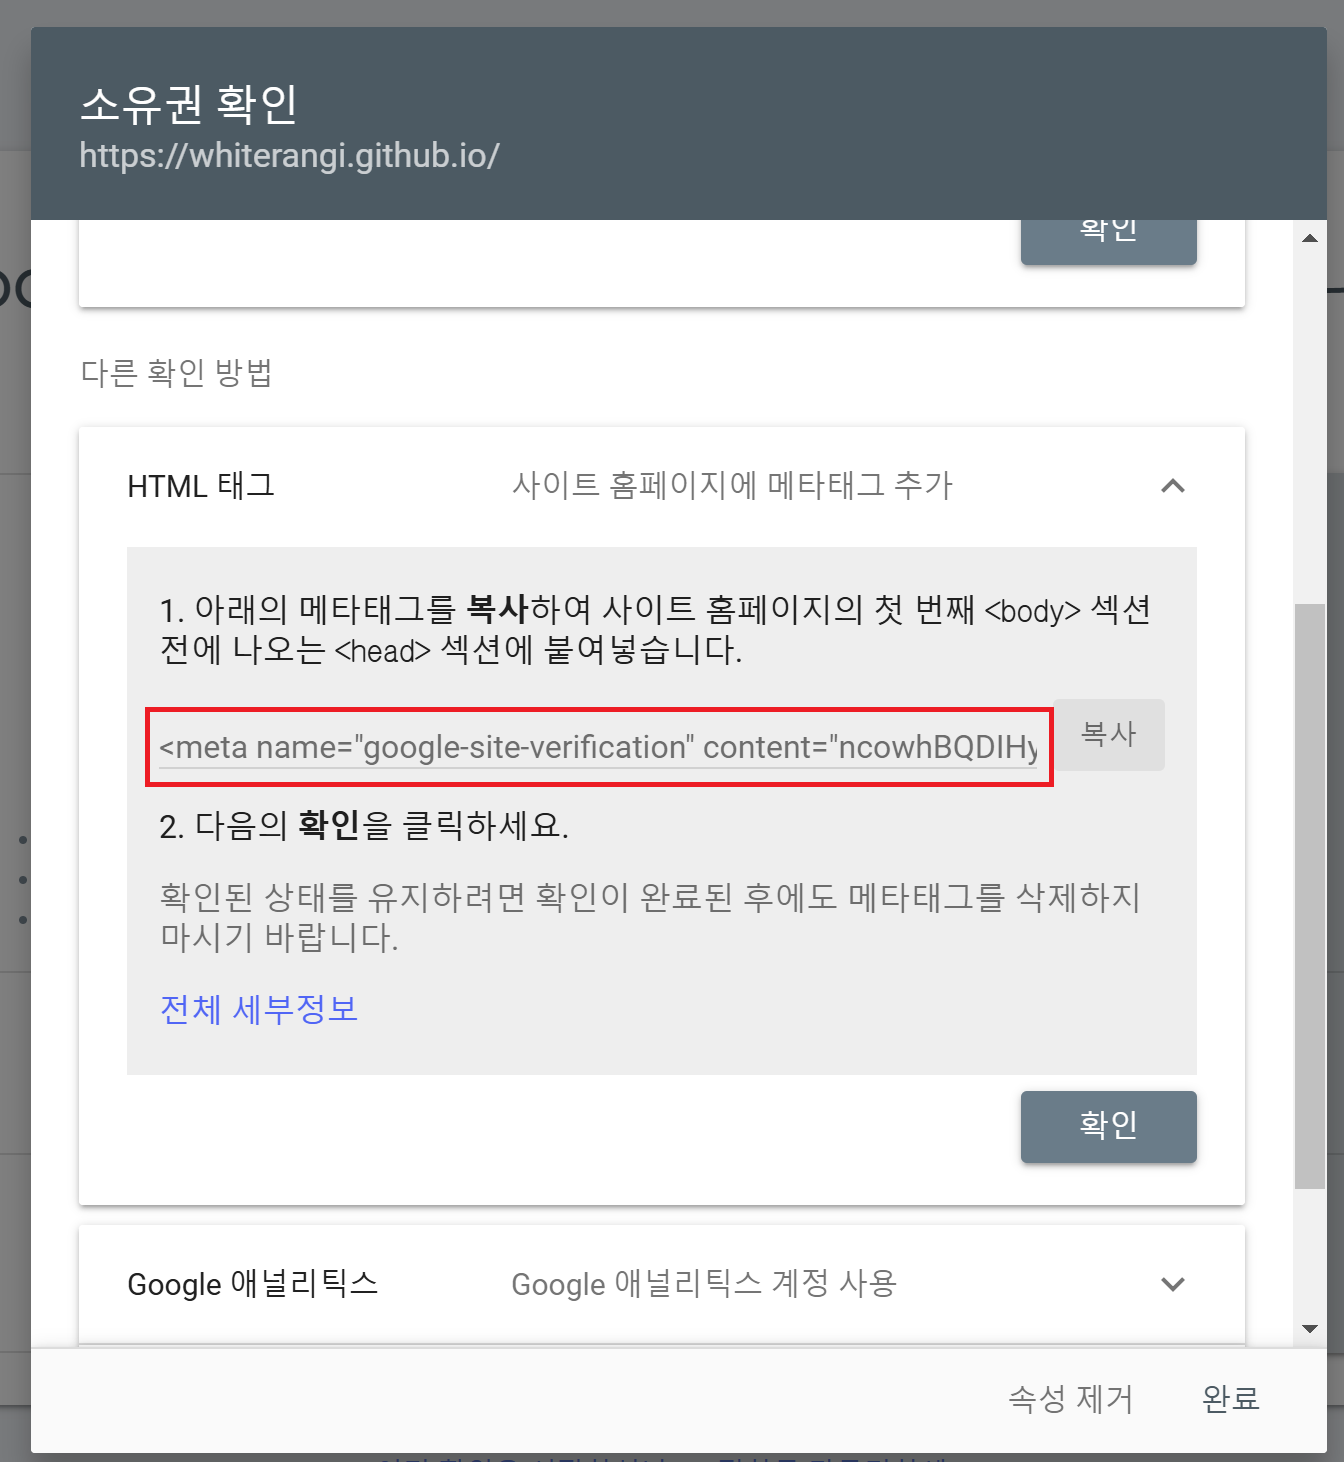 소유권 확인
https://whiterangi.github.io/
확인
다른 확인 방법
HTML 태그 사이트 홈페이지에 메타태그 추가
1. 아래의 메타태그를 복사하여 사이트 홈페이지의 첫 번째 <body> 섹션
전에 나오는 <head> 섹션에 붙여넣습니다.
<meta name="google-site-verification" content="ncowhBQDIHy
복사
2. 다음의 확인을 클릭하세요.
확인된 상태를 유지하려면 확인이 완료된 후에도 메타태그를 삭제하지
마시기 바랍니다.
전체 세부정보
확인
Google 애널리틱스 Google 애널리틱스 계정 사용
속성 제거 완료